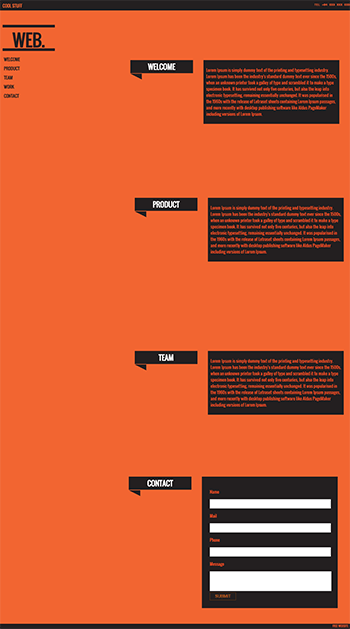 COOL STUFF
WEB.
WELCOME
PRODUCT
TEAM
WORK
CONTACT
WELCOME
Lorem Ipsum is simply dummy text of the printing and typesetting industry.
Lorem Ipsum has been the industry's standard dummy text ever since the 1500s,
when an unknown printer took a galley of type and scrambled it to make a type
specimen book. It has survived not only five centuries, but also the leap into
electronic typesetting, remaining essentially unchanged. It was popularised in
the 1960s with the release of Letraset sheets containing Lorem Ipsum passages,
and more recently with desktop publishing software like Aldus PageMaker
including versions of Lorem Ipsum.
PRODUCT
Lorem Ipsum is simply dummy text of the printing and typesetting industry.
Lorem Ipsum has been the industry's standard dummy text ever since the 1500s,
when an unknown printer took a galley of type and scrambled it to make a type
specimen book. It has survived not only five centuries, but also the leap into
electronic typesetting, remaining essentially unchanged. It was popularised in
the 1960s with the release of Letraset sheets containing Lorem Ipsum passages,
and more recently with desktop publishing software like Aldus PageMaker
including versions of Lorem Ipsum.
TEAM
Lorem Ipsum is simply dummy text of the printing and typesetting industry.
Lorem Ipsum has been the industry's standard dummy text ever since the 1500s,
when an unknown printer took a galley of type and scrambled it to make a type
specimen book. It has survived not only five centuries, but also the leap into
electronic typesetting, remaining essentially unchanged. It was popularised in
the 1960s with the release of Letraset sheets containing Lorem Ipsum passages,
and more recently with desktop publishing software like Aldus PageMaker
including versions of Lorem Ipsum.
CONTACT
Name
Mail
Phone
Message
SUBMIT